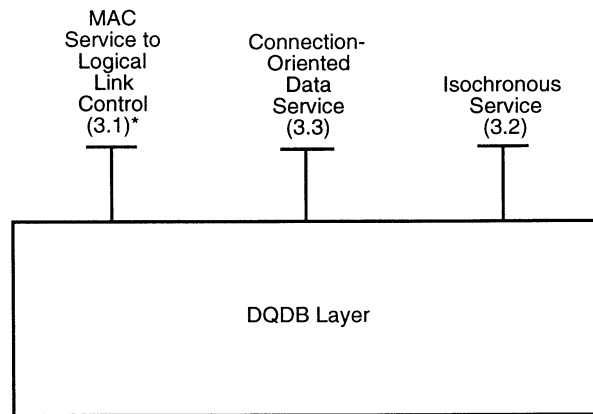 MAC
Service to
Logical
Link
Control
(3.1)*
Connection-
Oriented
Data
Service
(3.3)
Isochronous
Service
(3.2)
DQDB Layer